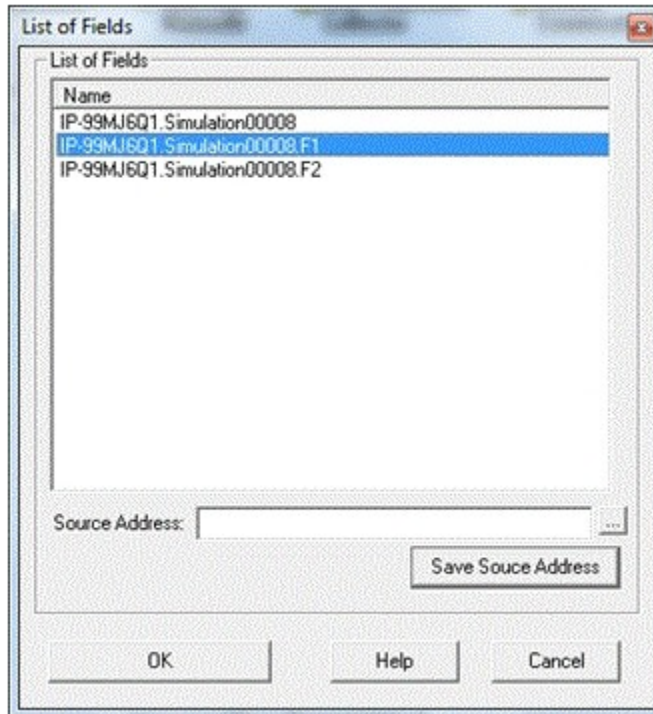 List of Fields
List of Fields
Name
IP-99MJ6Q1.Simulation00008
IP-99MJ6Q1.Simulation00008.F1
IP-99MJ6Q1.Simulation00008.F2
Source Address:
...
Save Souce Address
OK
Help
Cancel